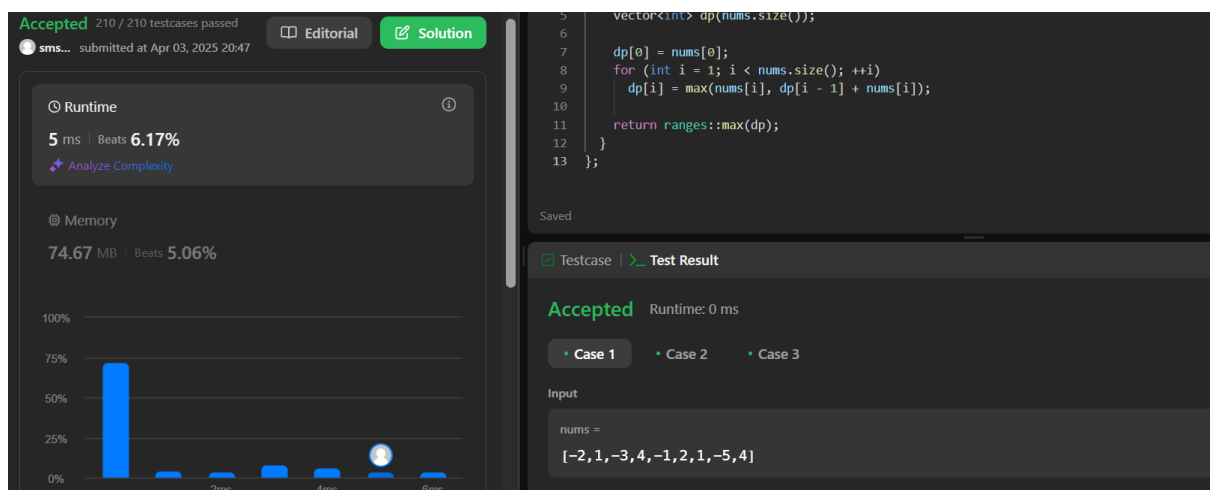 Accepted 210 / 210 testcases passed
sms... submitted at Apr 03, 2025 20:47
Editorial
Solution
Runtime
5 ms | Beats 6.17%
Analyze Complexity
Memory
74.67 MB | Beats 5.06%
100%
75%
50%
25%
0%
2ms
4ms
6ms
5 vector<int> dp(nums.size());
6
7 dp[0] = nums[0];
8 for (int i = 1; i < nums.size(); ++i)
9 dp[i] = max(nums[i], dp[i - 1] + nums[i]);
10
11 return ranges::max(dp);
12 }
13 };
Saved
Testcase | >_ Test Result
Accepted Runtime: 0 ms
• Case 1 • Case 2 • Case 3
Input
nums =
[-2,1,-3,4,-1,2,1,-5,4]